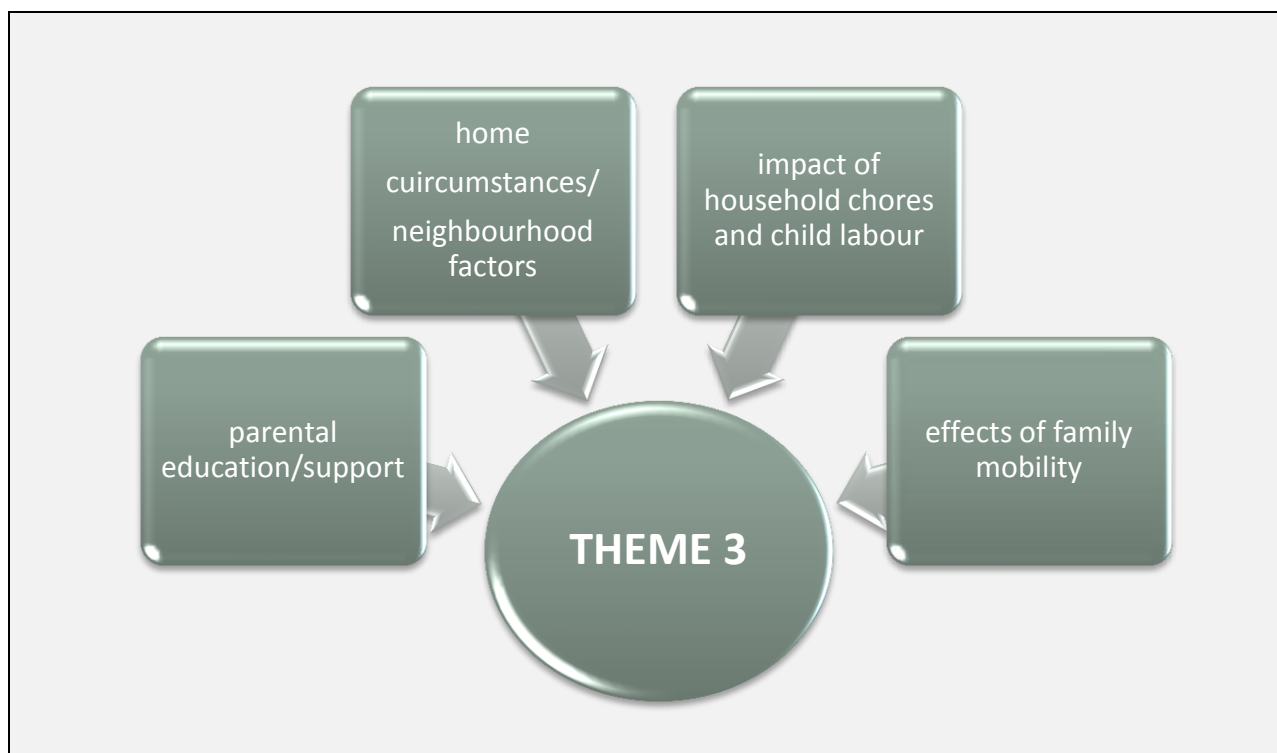 home
cuircumstances/
neighbourhood
factors
impact of
household chores
and child labour
parental
education/support
effects of family
mobility
THEME 3